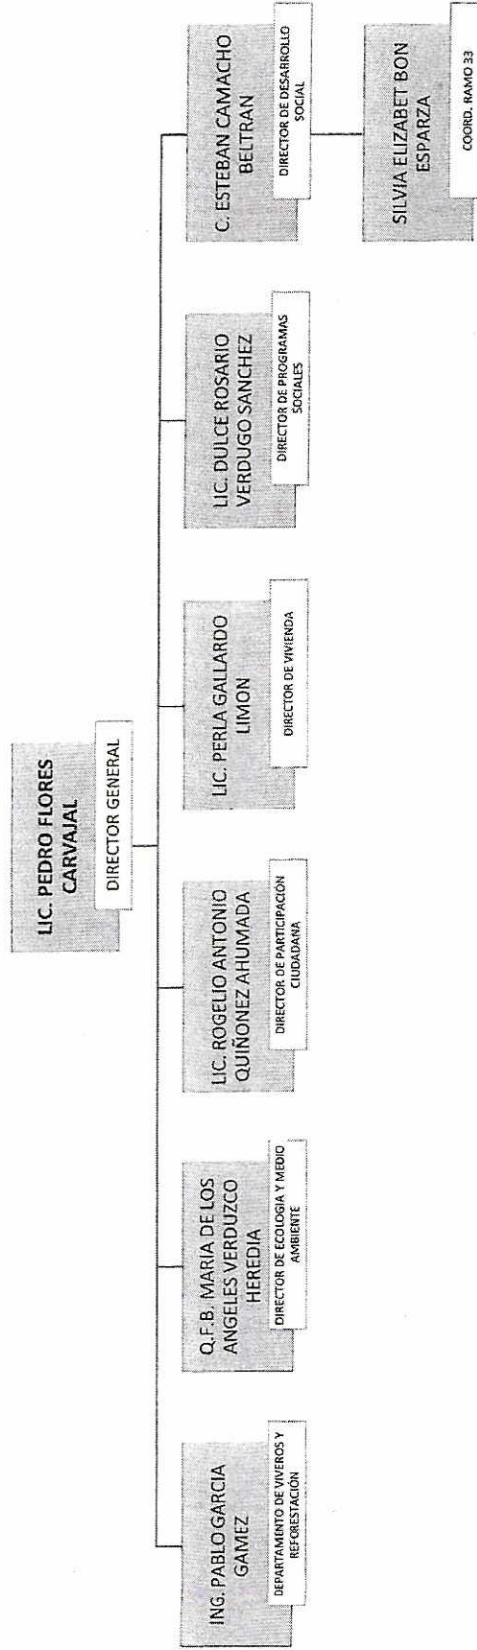 LIC. PEDRO FLORES
CARVAJAL
DIRECTOR GENERAL
ING. PABLO GARCIA
GAMEZ
DEPARTAMENTO DE VIVEROS Y
REFORESTACIÓN
Q.F.B. MARIA DE LOS
ANGELES VERDUZCO
HEREDIA
DIRECTOR DE ECOLOGIA Y MEDIO
AMBIENTE
LIC. ROGELIO ANTONIO
QUIÑONEZ AHUMADA
DIRECTOR DE PARTICIPACIÓN
CIUDADANA
LIC. PERLA GALLARDO
LIMON
DIRECTOR DE VIVIENDA
LIC. DULCE ROSARIO
VERDUGO SANCHEZ
DIRECTOR DE PROGRAMAS
SOCIALES
C. ESTEBAN CAMACHO
BELTRAN
DIRECTOR DE DESARROLLO
SOCIAL
SILVIA ELIZABET BON
ESPARZA
COORD. RAMO 33